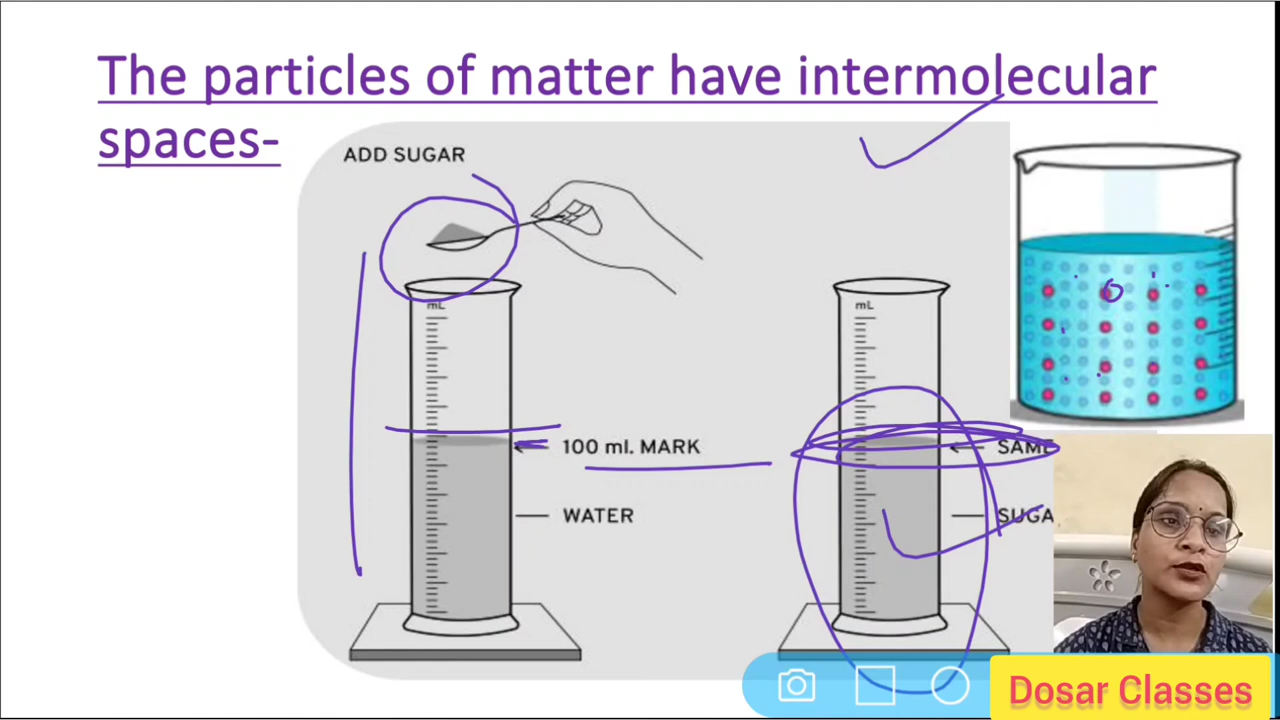 The particles of matter have intermolecular
spaces-
ADD SUGAR
mL
mL
100 ml. MARK
SAME
WATER
SUGA
Dosar Classes